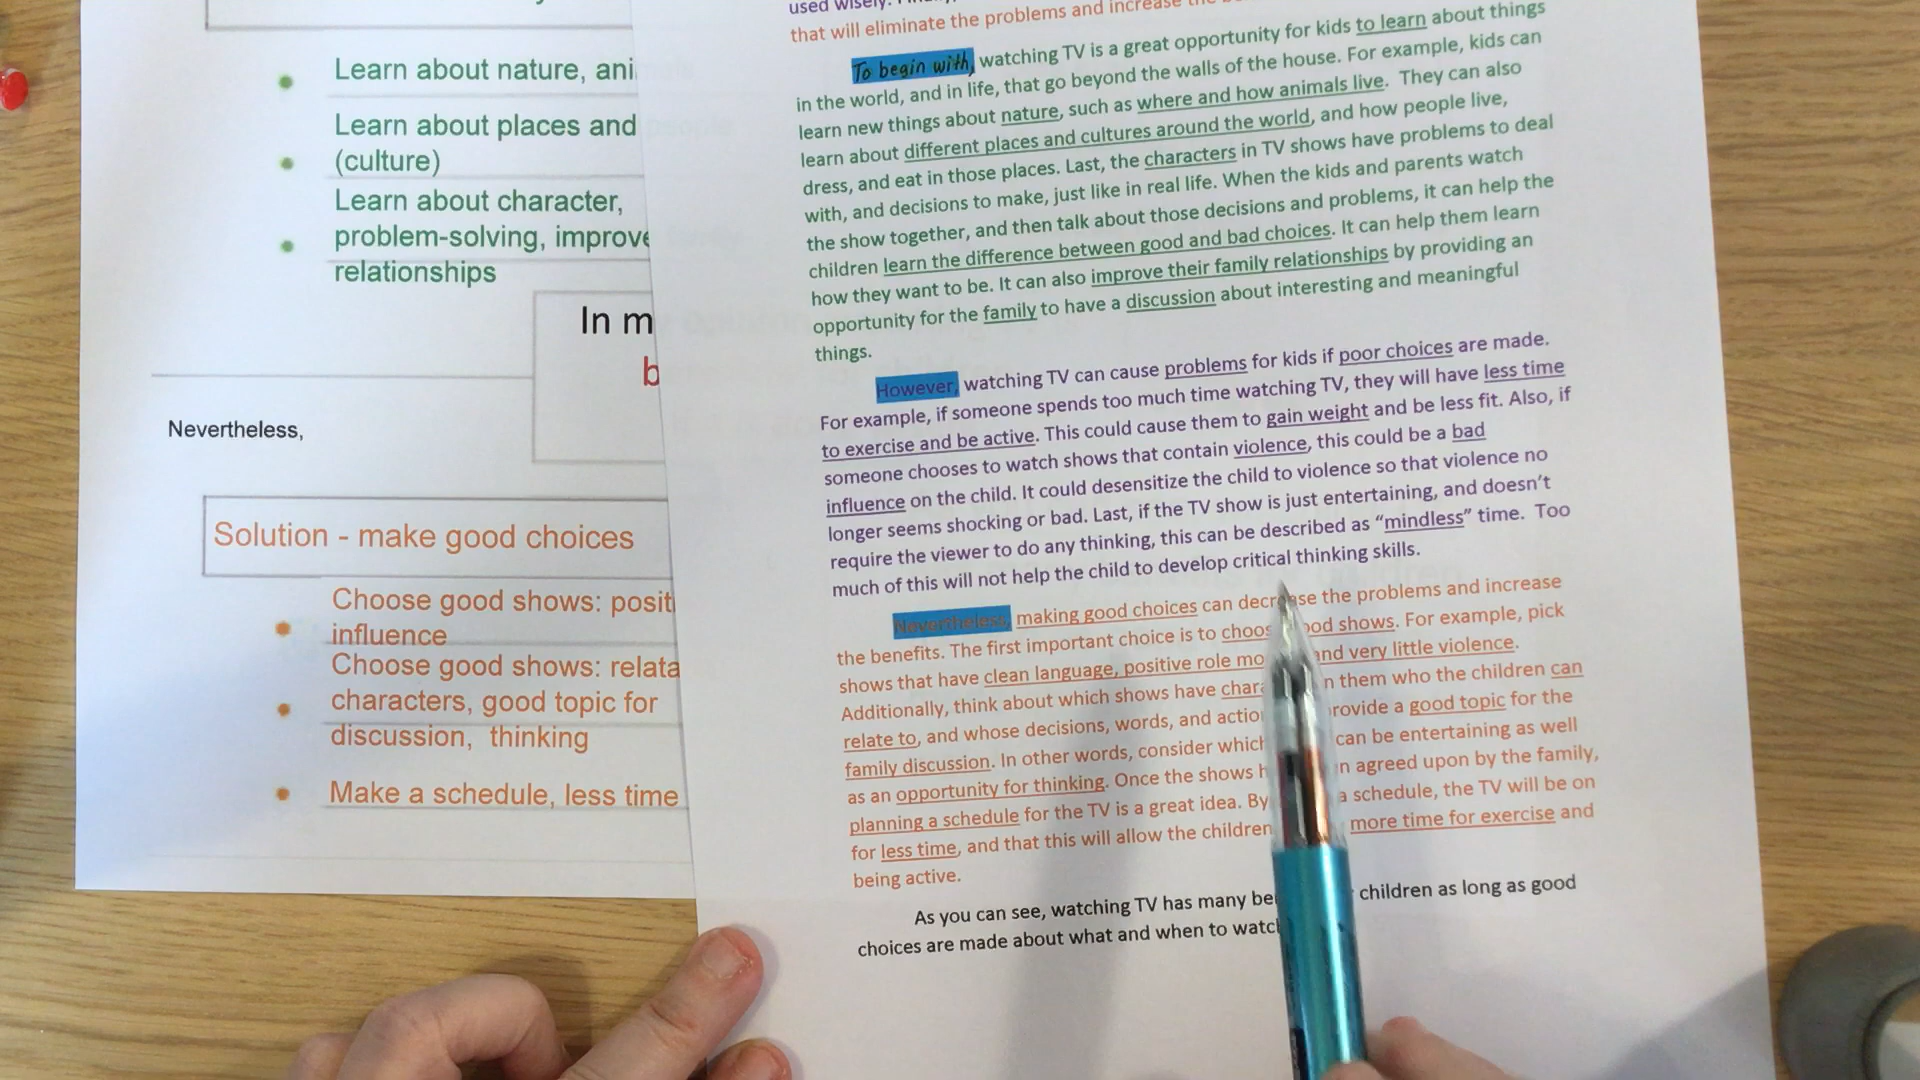 Learn about nature, ani
Learn about places and
(culture)
Learn about character,
problem-solving, improve
relationships
In m
b
Nevertheless,
Solution - make good choices
Choose good shows: posit
influence
Choose good shows: relata
characters, good topic for
discussion, thinking
Make a schedule, less time
used wisely.
that will eliminate the problems and increase the
To begin with, watching TV is a great opportunity for kids to learn about things
in the world, and in life, that go beyond the walls of the house. For example, kids can
learn new things about nature, such as where and how animals live. They can also
learn about different places and cultures around the world, and how people live,
dress, and eat in those places. Last, the characters in TV shows have problems to deal
with, and decisions to make, just like in real life. When the kids and parents watch
the show together, and then talk about those decisions and problems, it can help the
children learn the difference between good and bad choices. It can help them learn
how they want to be. It can also improve their family relationships by providing an
opportunity for the family to have a discussion about interesting and meaningful
things.
However, watching TV can cause problems for kids if poor choices are made.
For example, if someone spends too much time watching TV, they will have less time
to exercise and be active. This could cause them to gain weight and be less fit. Also, if
someone chooses to watch shows that contain violence, this could be a bad
influence on the child. It could desensitize the child to violence so that violence no
longer seems shocking or bad. Last, if the TV show is just entertaining, and doesn’t
require the viewer to do any thinking, this can be described as “mindless” time. Too
much of this will not help the child to develop critical thinking skills.
Nevertheless, making good choices can decrease the problems and increase
the benefits. The first important choice is to choos ood shows. For example, pick
shows that have clean language, positive role mo and very little violence.
Additionally, think about which shows have char n them who the children can
relate to, and whose decisions, words, and actio rovide a good topic for the
family discussion. In other words, consider which can be entertaining as well
as an opportunity for thinking. Once the shows h n agreed upon by the family,
planning a schedule for the TV is a great idea. By a schedule, the TV will be on
for less time, and that this will allow the children more time for exercise and
being active.
As you can see, watching TV has many be children as long as good
choices are made about what and when to watc